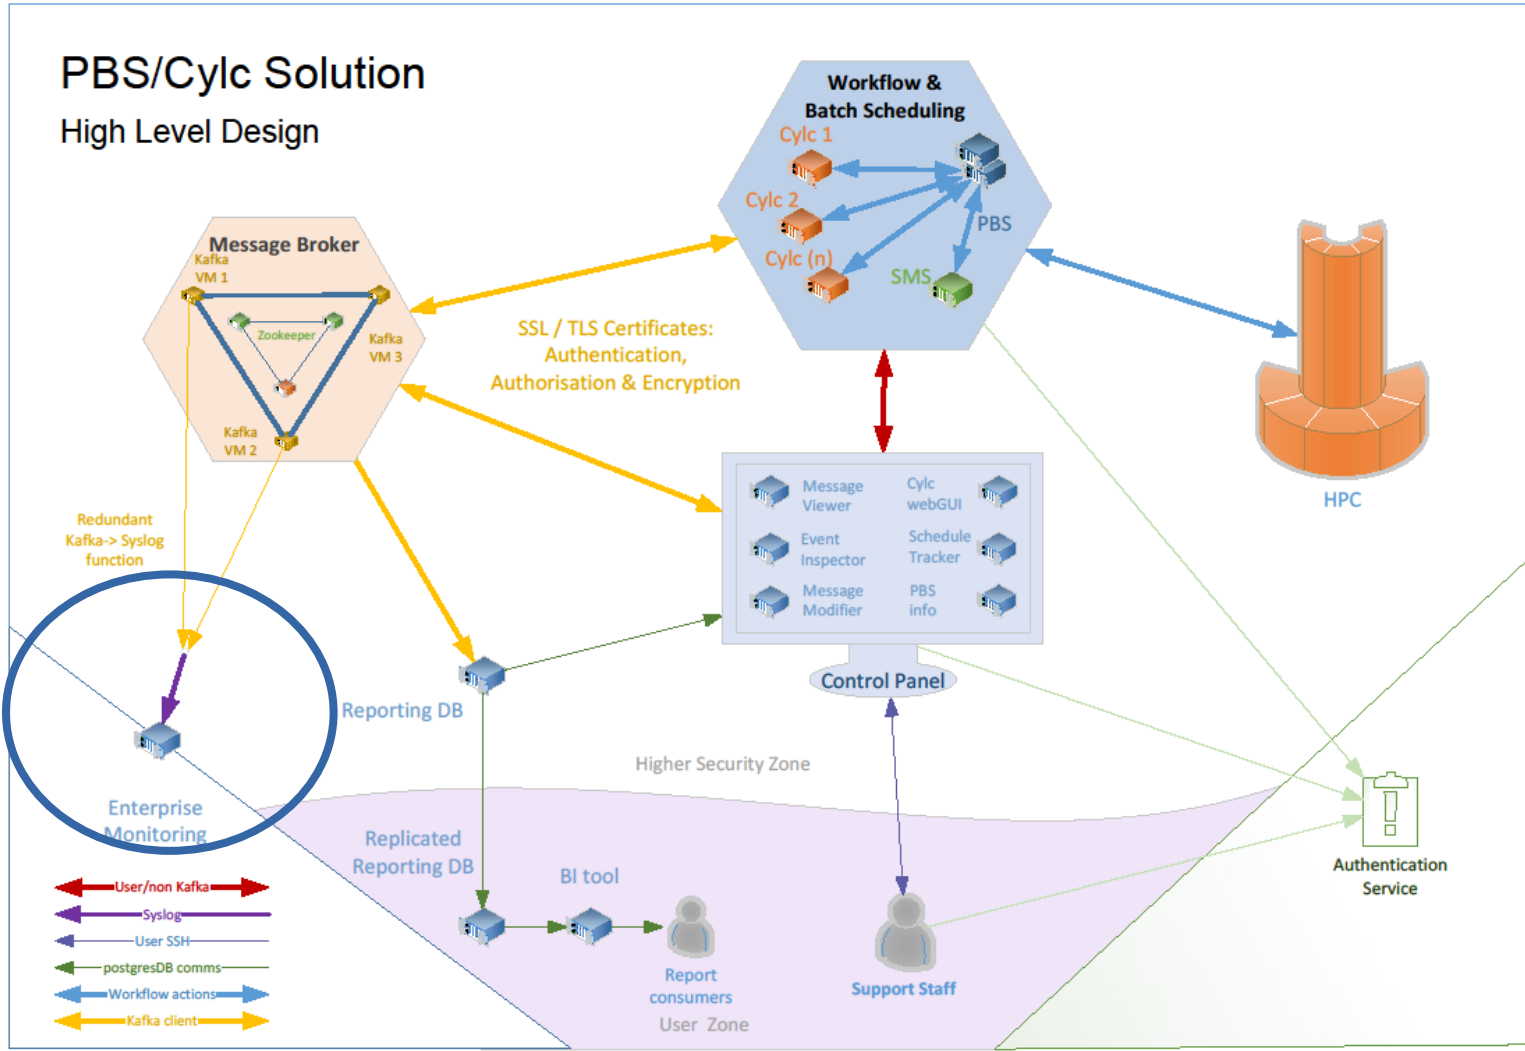 PBS/Cylc Solution
High Level Design
Workflow &
Batch Scheduling
Cylc 1
Cylc 2
Cylc (n)
PBS
SMS
Message Broker
Kafka
VM 1
Zookeeper
Kafka
VM 3
Kafka
VM 2
SSL / TLS Certificates:
Authentication,
Authorisation & Encryption
HPC
Message
Viewer
Cylc
webGUI
Event
Inspector
Schedule
Tracker
Message
Modifier
PBS
info
Control Panel
Redundant
Kafka-> Syslog
function
Reporting DB
Higher Security Zone
Enterprise
Monitoring
Replicated
Reporting DB
BI tool
Report
consumers
User Zone
Support Staff
Authentication
Service
User/non Kafka
Syslog
User SSH
postgresDB comms
Workflow actions
Kafka client